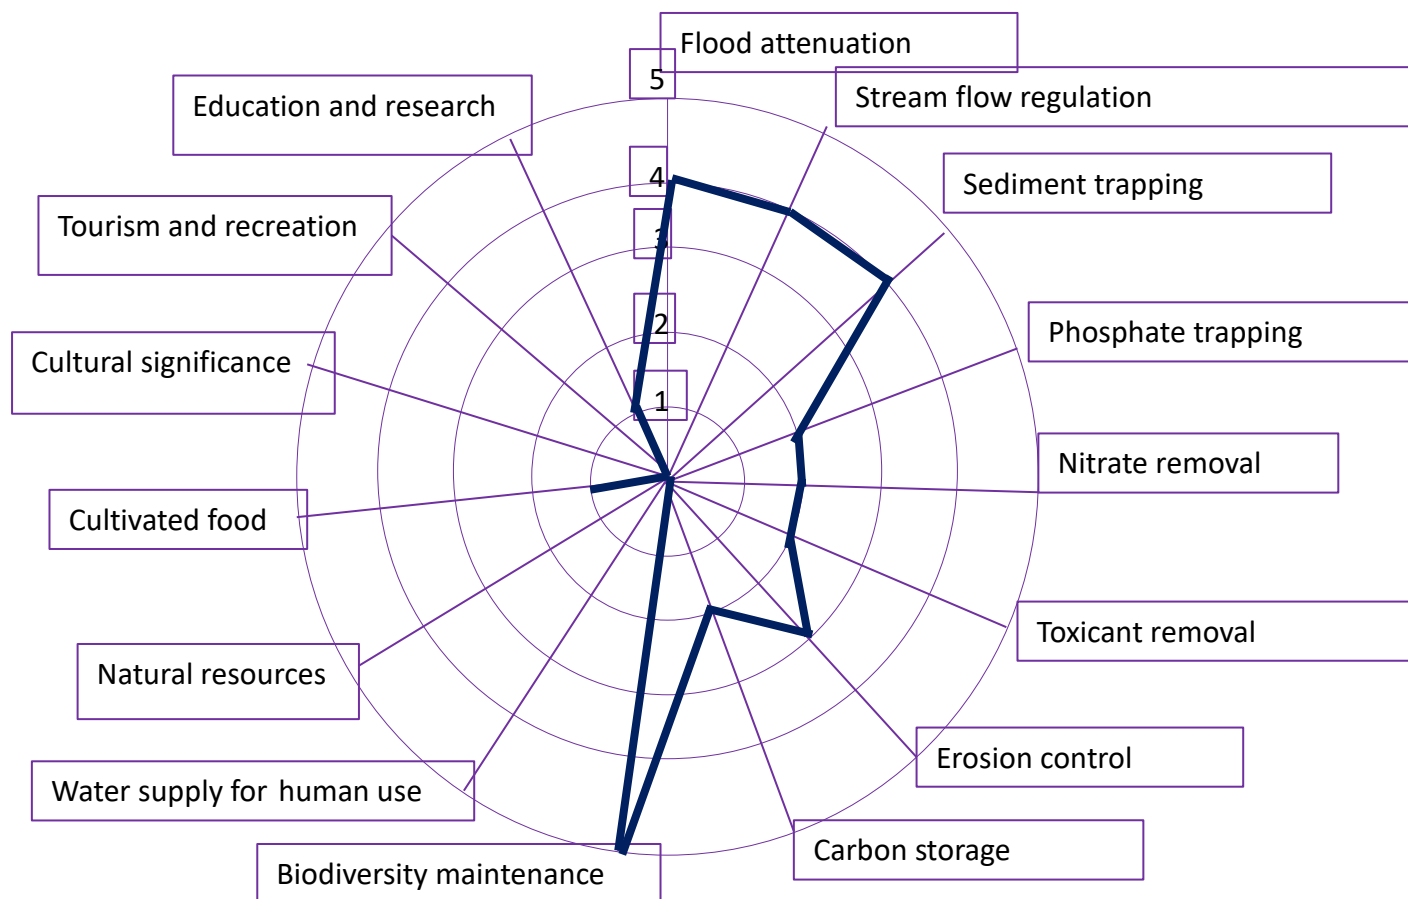 Flood attenuation
5
Stream flow regulation
Education and research
4
Sediment trapping
Tourism and recreation
3
2
Phosphate trapping
Cultural significance
1
Nitrate removal
Cultivated food
Toxicant removal
Natural resources
Erosion control
Water supply for human use
Carbon storage
Biodiversity maintenance